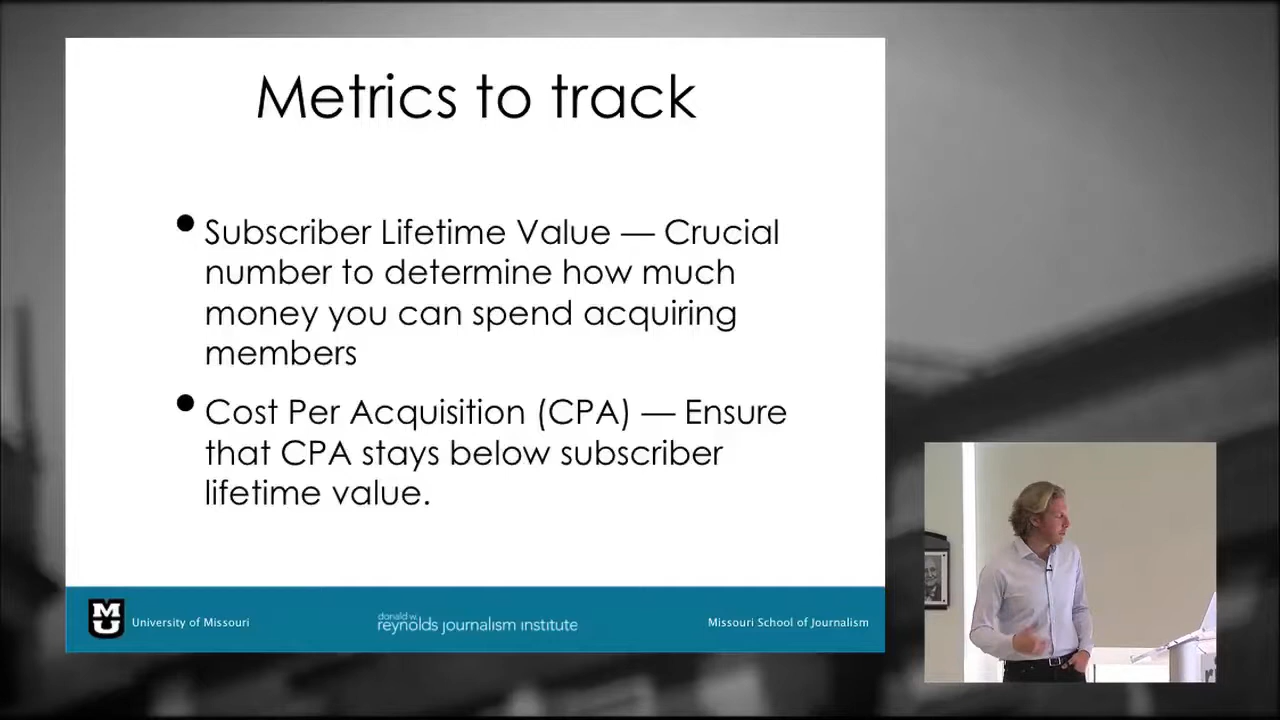 Metrics to track
• Subscriber Lifetime Value — Crucial
number to determine how much
money you can spend acquiring
members
• Cost Per Acquisition (CPA) — Ensure
that CPA stays below subscriber
lifetime value.
MU
University of Missouri
donald w.
reynolds journalism institute
Missouri School of Journalism